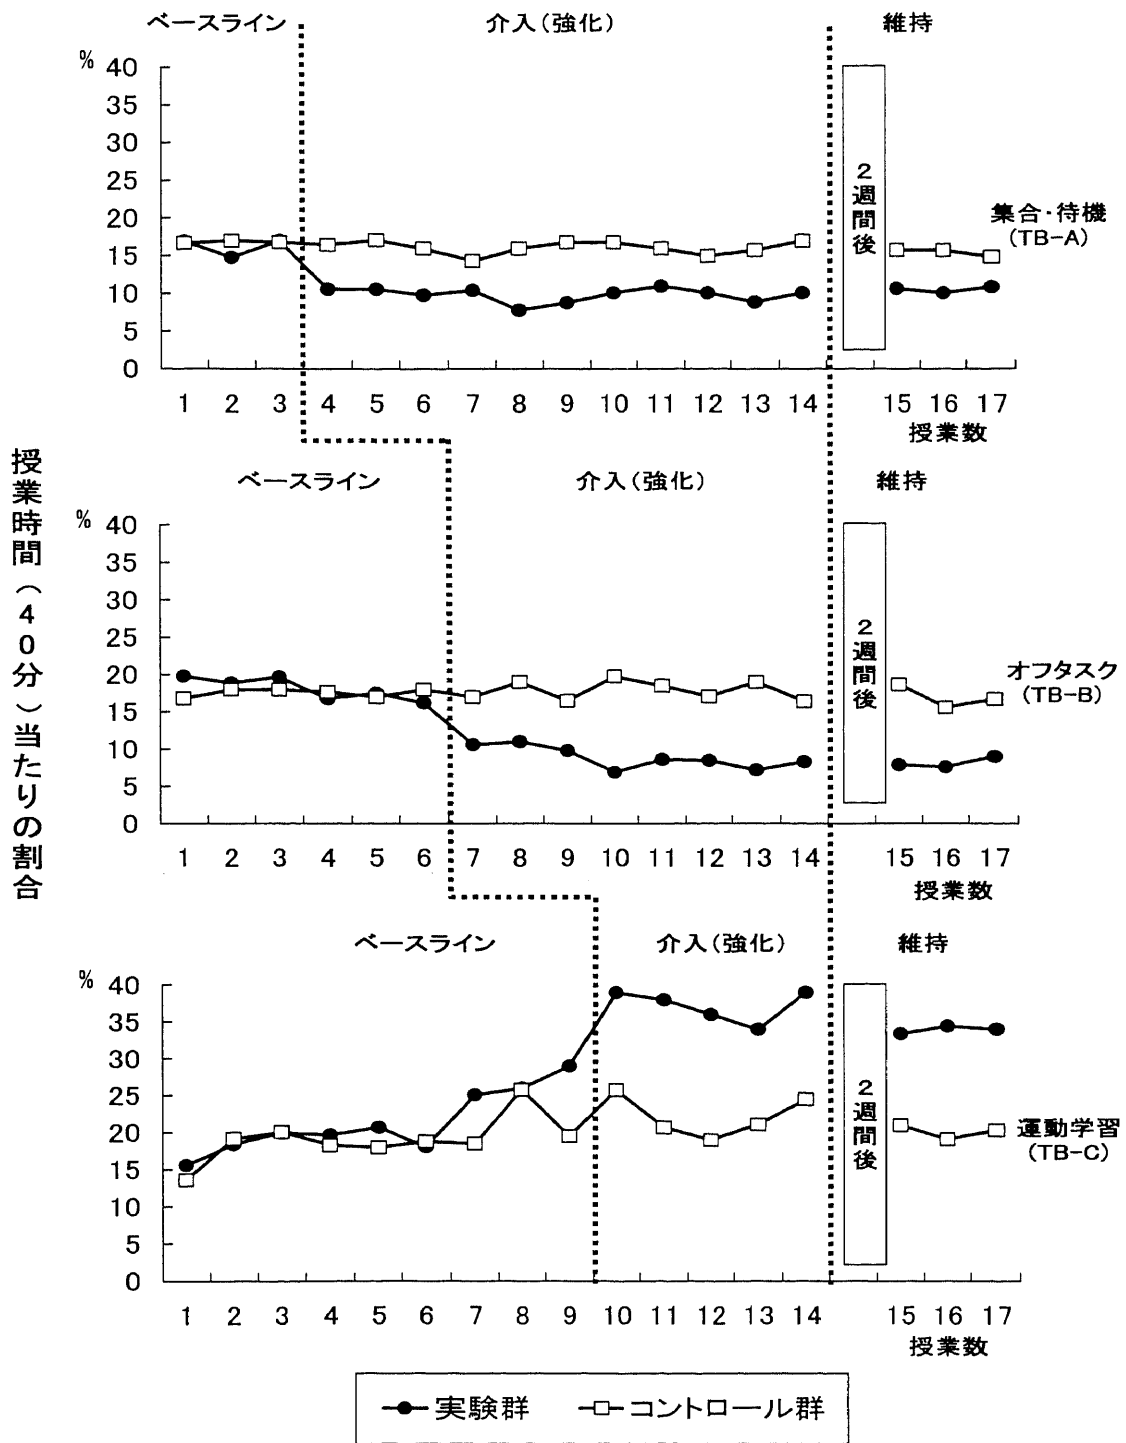 ベースライン 介入(強化) 維持
%
40
35
30
25
20
15
10
5
0
2週間後
集合・待機
(TB-A)
1 2 3 4 5 6 7 8 9 10 11 12 13 14 15 16 17
授業数
授業時間(40分)当たりの割合
ベースライン 介入(強化) 維持
%
40
35
30
25
20
15
10
5
0
2週間後
オフタスク
(TB-B)
1 2 3 4 5 6 7 8 9 10 11 12 13 14 15 16 17
授業数
ベースライン 介入(強化) 維持
%
40
35
30
25
20
15
10
5
0
2週間後
運動学習
(TB-C)
1 2 3 4 5 6 7 8 9 10 11 12 13 14 15 16 17
授業数
実験群 コントロール群